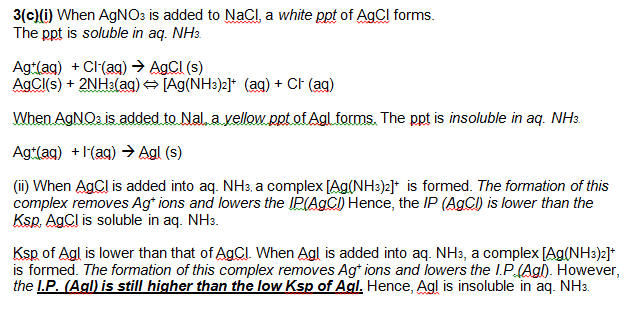 3(c)(i) When AgNO₃ is added to NaCl, a white ppt of AgCl forms.
The ppt is soluble in aq. NH₃.
Ag⁺(aq) + Cl⁻(aq) → AgCl (s)
AgCl(s) + 2NH₃(aq) ⇔ [Ag(NH₃)₂]⁺ (aq) + Cl⁻ (aq)
When AgNO₃ is added to NaI, a yellow ppt of AgI forms. The ppt is insoluble in aq. NH₃.
Ag⁺(aq) + I⁻(aq) → AgI (s)
(ii) When AgCl is added into aq. NH₃, a complex [Ag(NH₃)₂]⁺ is formed. The formation of this
complex removes Ag⁺ ions and lowers the IP(AgCl) Hence, the IP (AgCl) is lower than the
Ksp. AgCl is soluble in aq. NH₃.
Ksp of AgI is lower than that of AgCl. When AgI is added into aq. NH₃, a complex [Ag(NH₃)₂]⁺
is formed. The formation of this complex removes Ag⁺ ions and lowers the I.P.(AgI). However,
the I.P. (AgI) is still higher than the low Ksp of AgI. Hence, AgI is insoluble in aq. NH₃.